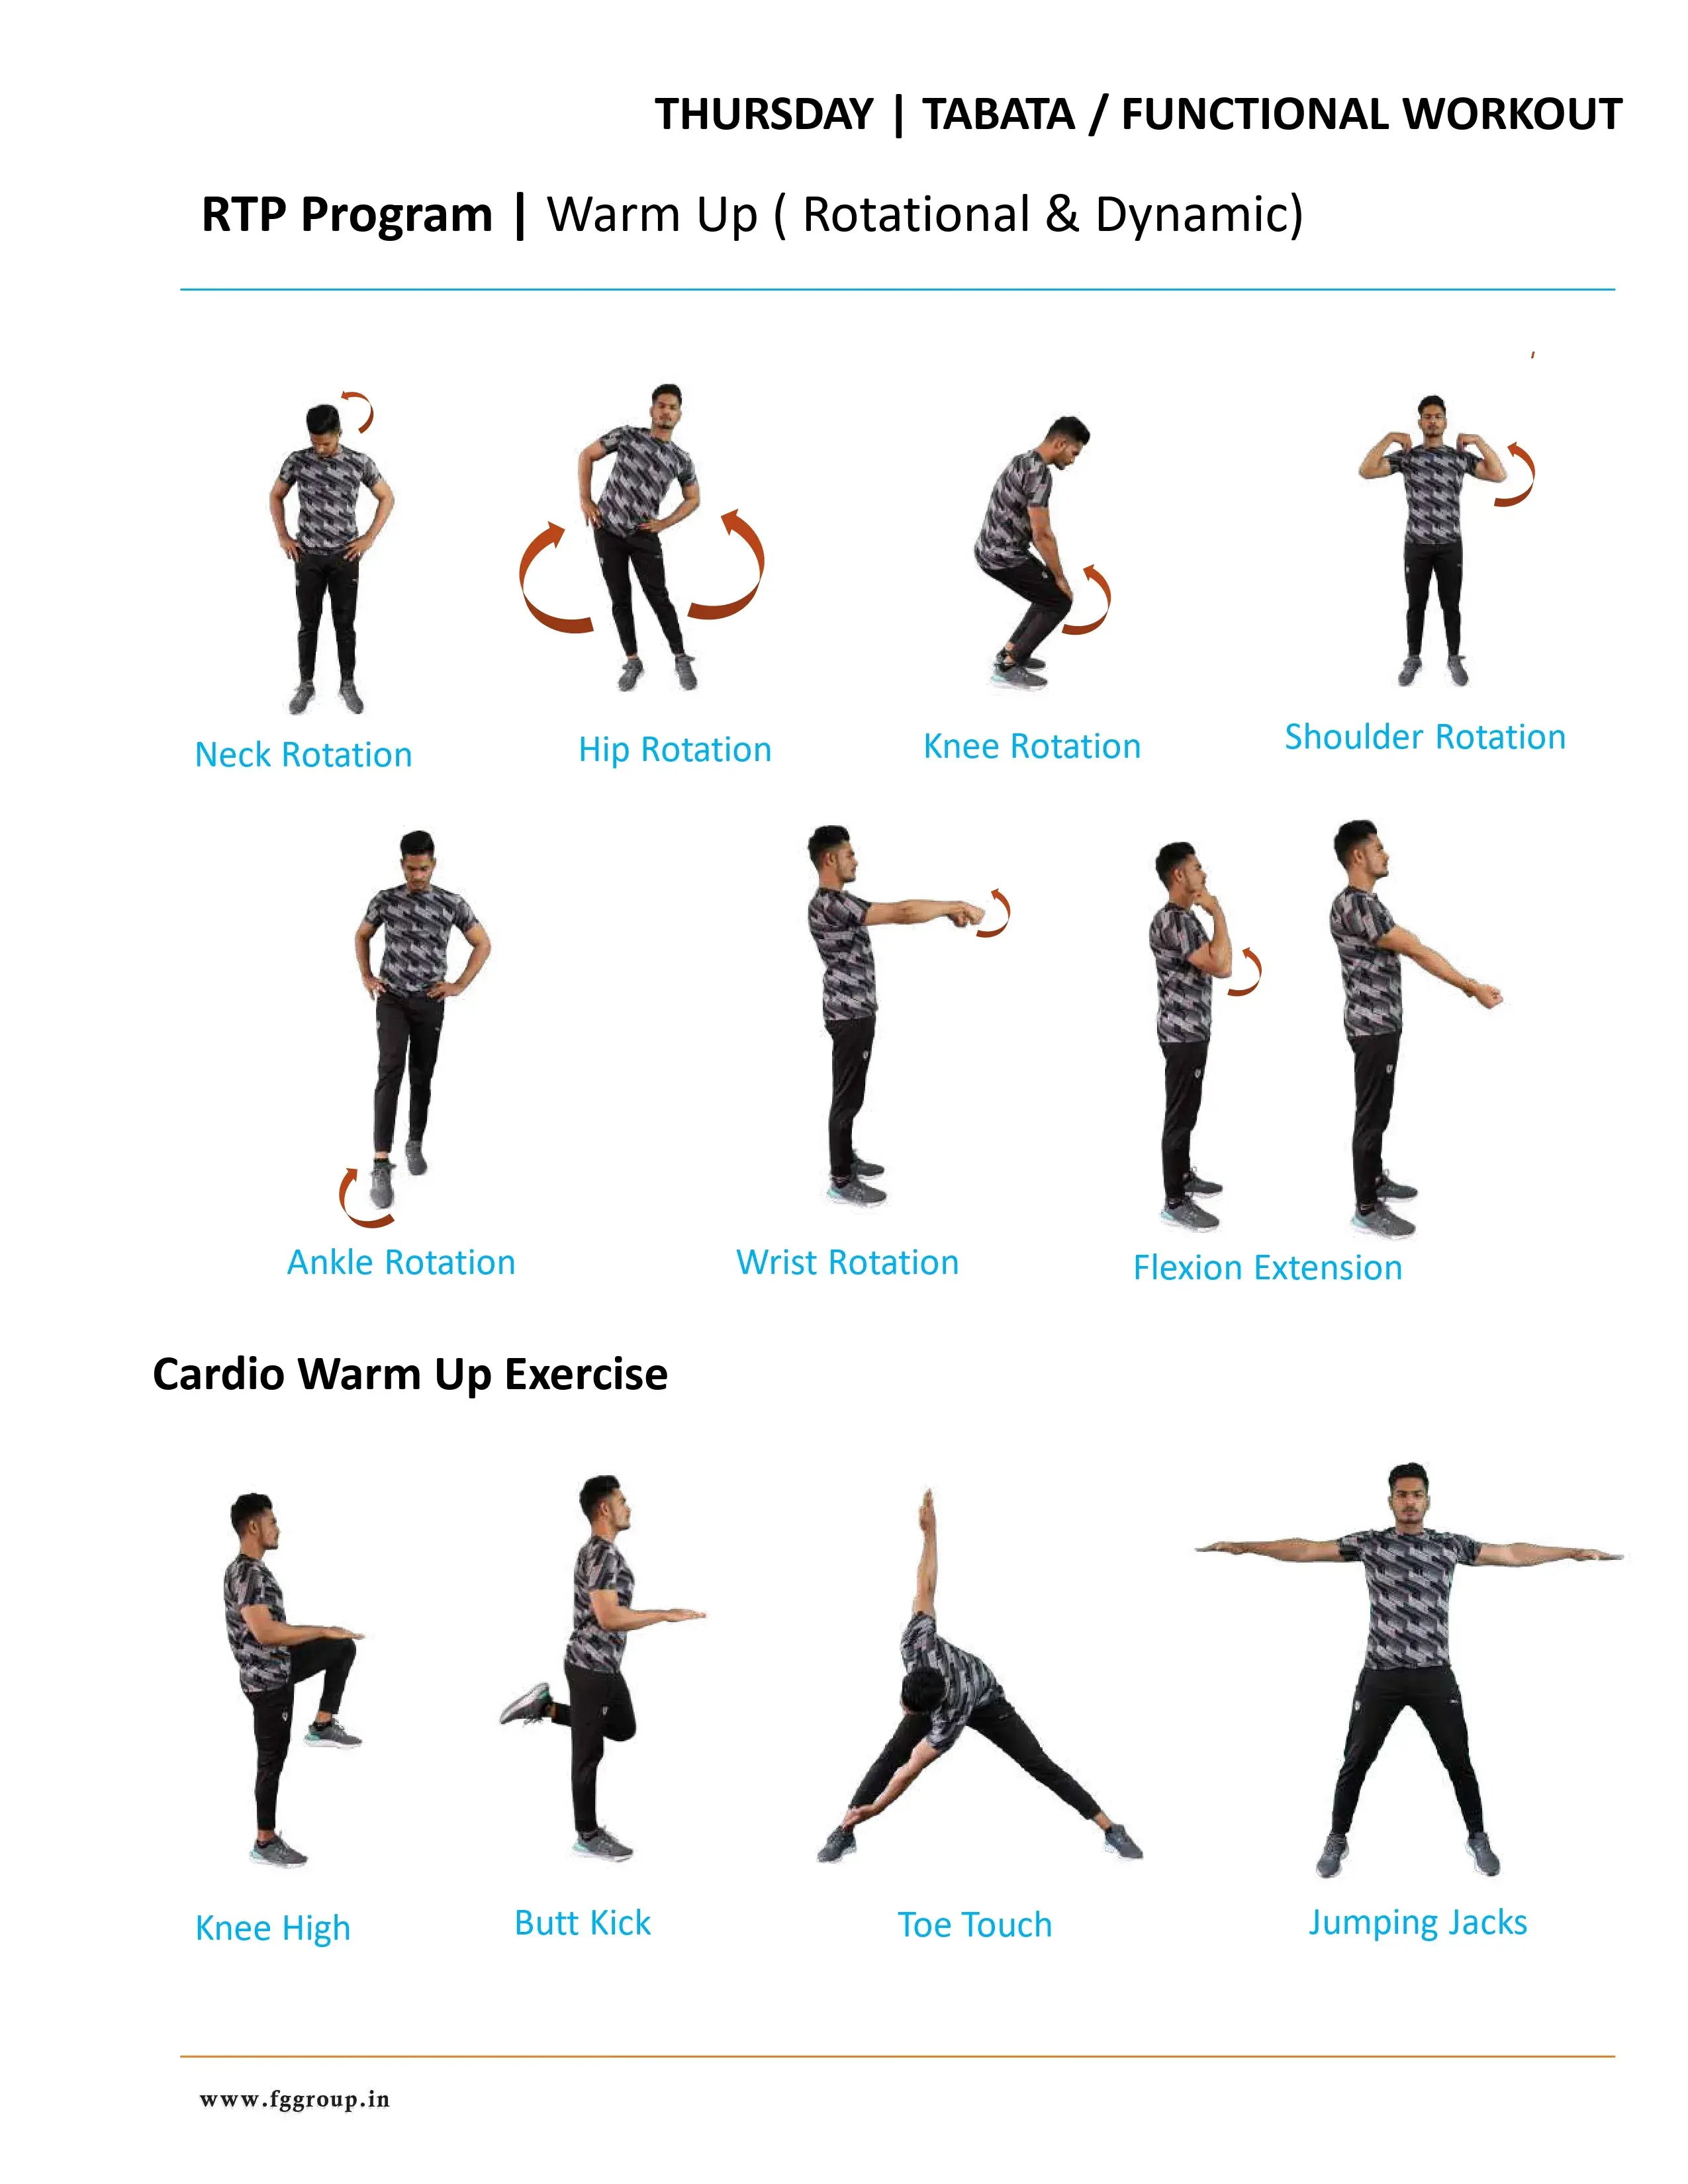 THURSDAY | TABATA / FUNCTIONAL WORKOUT
RTP Program | Warm Up ( Rotational & Dynamic)
Neck Rotation
Hip Rotation
Knee Rotation
Shoulder Rotation
Ankle Rotation
Wrist Rotation
Flexion Extension
Cardio Warm Up Exercise
Knee High
Butt Kick
Toe Touch
Jumping Jacks
www.fggroup.in